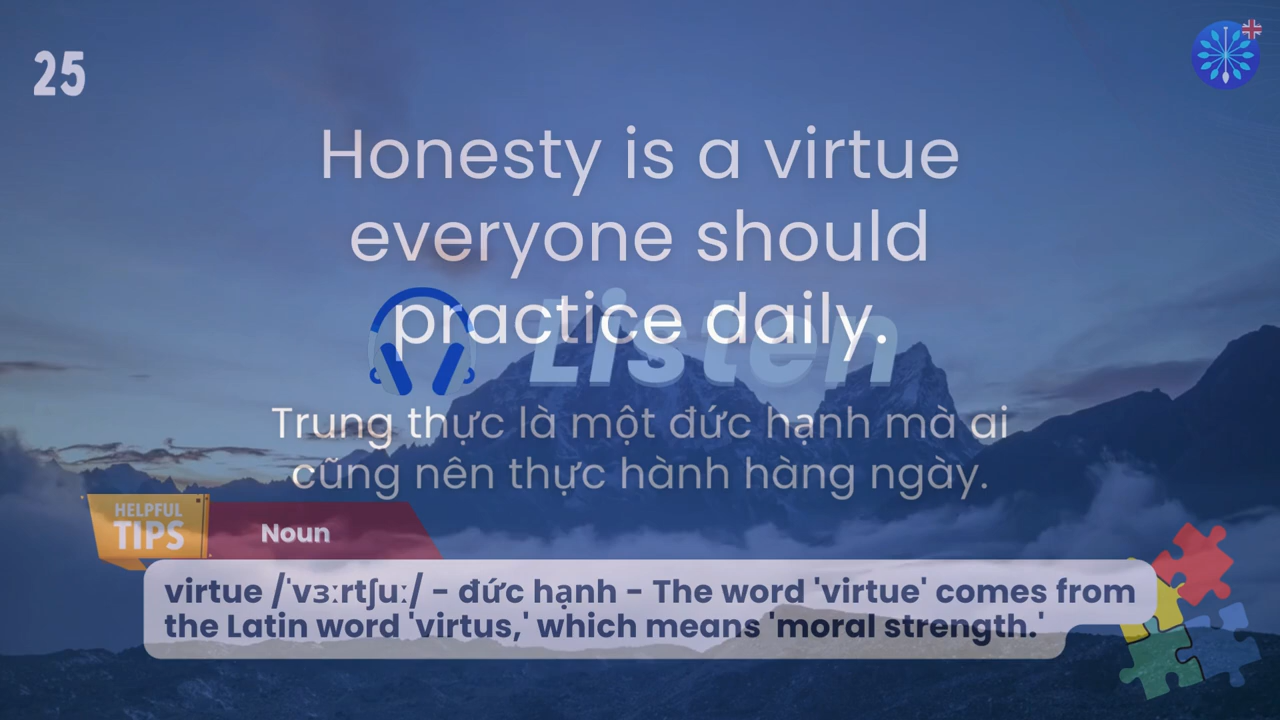 25
Honesty is a virtue
everyone should
practice daily.
Listen
Trung thực là một đức hạnh mà ai
cũng nên thực hành hàng ngày.
HELPFUL
TIPS
Noun
virtue /ˈvɜːrtʃuː/ - đức hạnh - The word 'virtue' comes from
the Latin word 'virtus,' which means 'moral strength.'